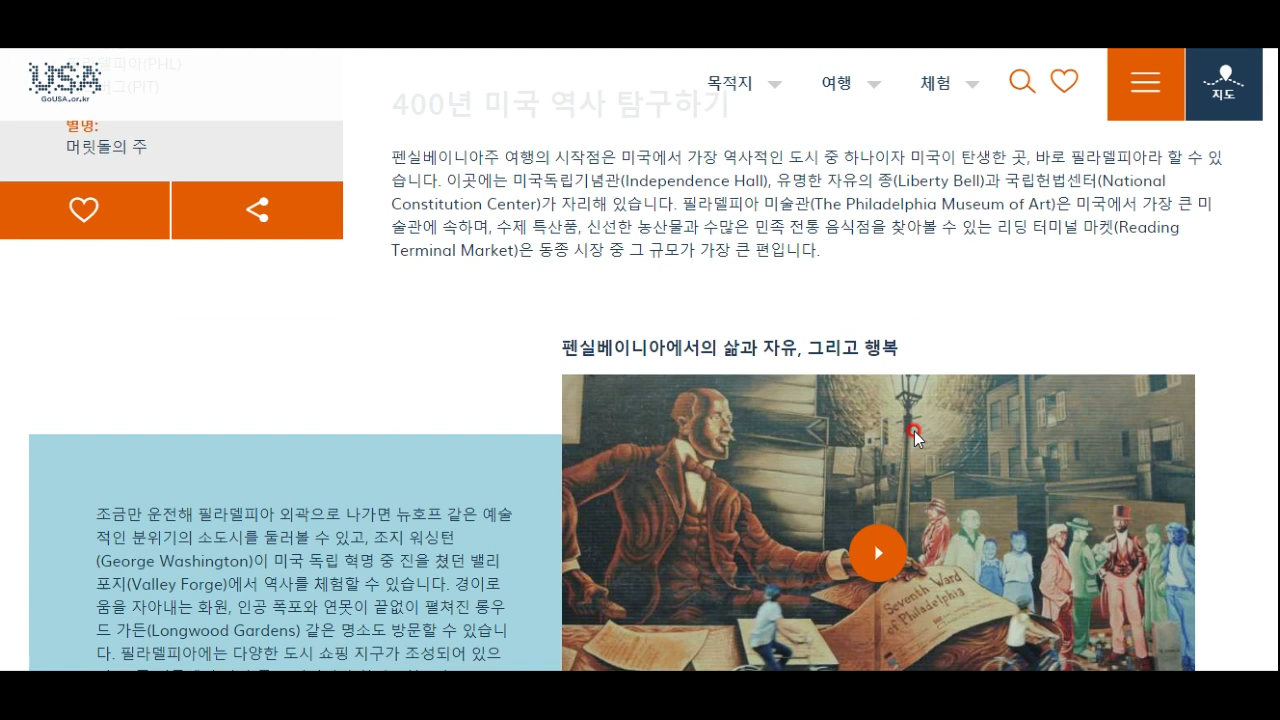 USA
GoUSA.or.kr
목적지
여행
체험
지도
별명:
머릿돌의 주
400년 미국 역사 탐구하기
펜실베이니아주 여행의 시작점은 미국에서 가장 역사적인 도시 중 하나이자 미국이 탄생한 곳, 바로 필라델피아라 할 수 있
습니다. 이곳에는 미국독립기념관(Independence Hall), 유명한 자유의 종(Liberty Bell)과 국립헌법센터(National
Constitution Center)가 자리해 있습니다. 필라델피아 미술관(The Philadelphia Museum of Art)은 미국에서 가장 큰 미
술관에 속하며, 수제 특산품, 신선한 농산물과 수많은 민족 전통 음식점을 찾아볼 수 있는 리딩 터미널 마켓(Reading
Terminal Market)은 동종 시장 중 그 규모가 가장 큰 편입니다.
펜실베이니아에서의 삶과 자유, 그리고 행복
Seventh Ward
of Philadelphia
조금만 운전해 필라델피아 외곽으로 나가면 뉴호프 같은 예술
적인 분위기의 소도시를 둘러볼 수 있고, 조지 워싱턴
(George Washington)이 미국 독립 혁명 중 진을 쳤던 밸리
포지(Valley Forge)에서 역사를 체험할 수 있습니다. 경이로
움을 자아내는 화원, 인공 폭포와 연못이 끝없이 펼쳐진 롱우
드 가든(Longwood Gardens) 같은 명소도 방문할 수 있습니
다. 필라델피아에는 다양한 도시 쇼핑 지구가 조성되어 있으